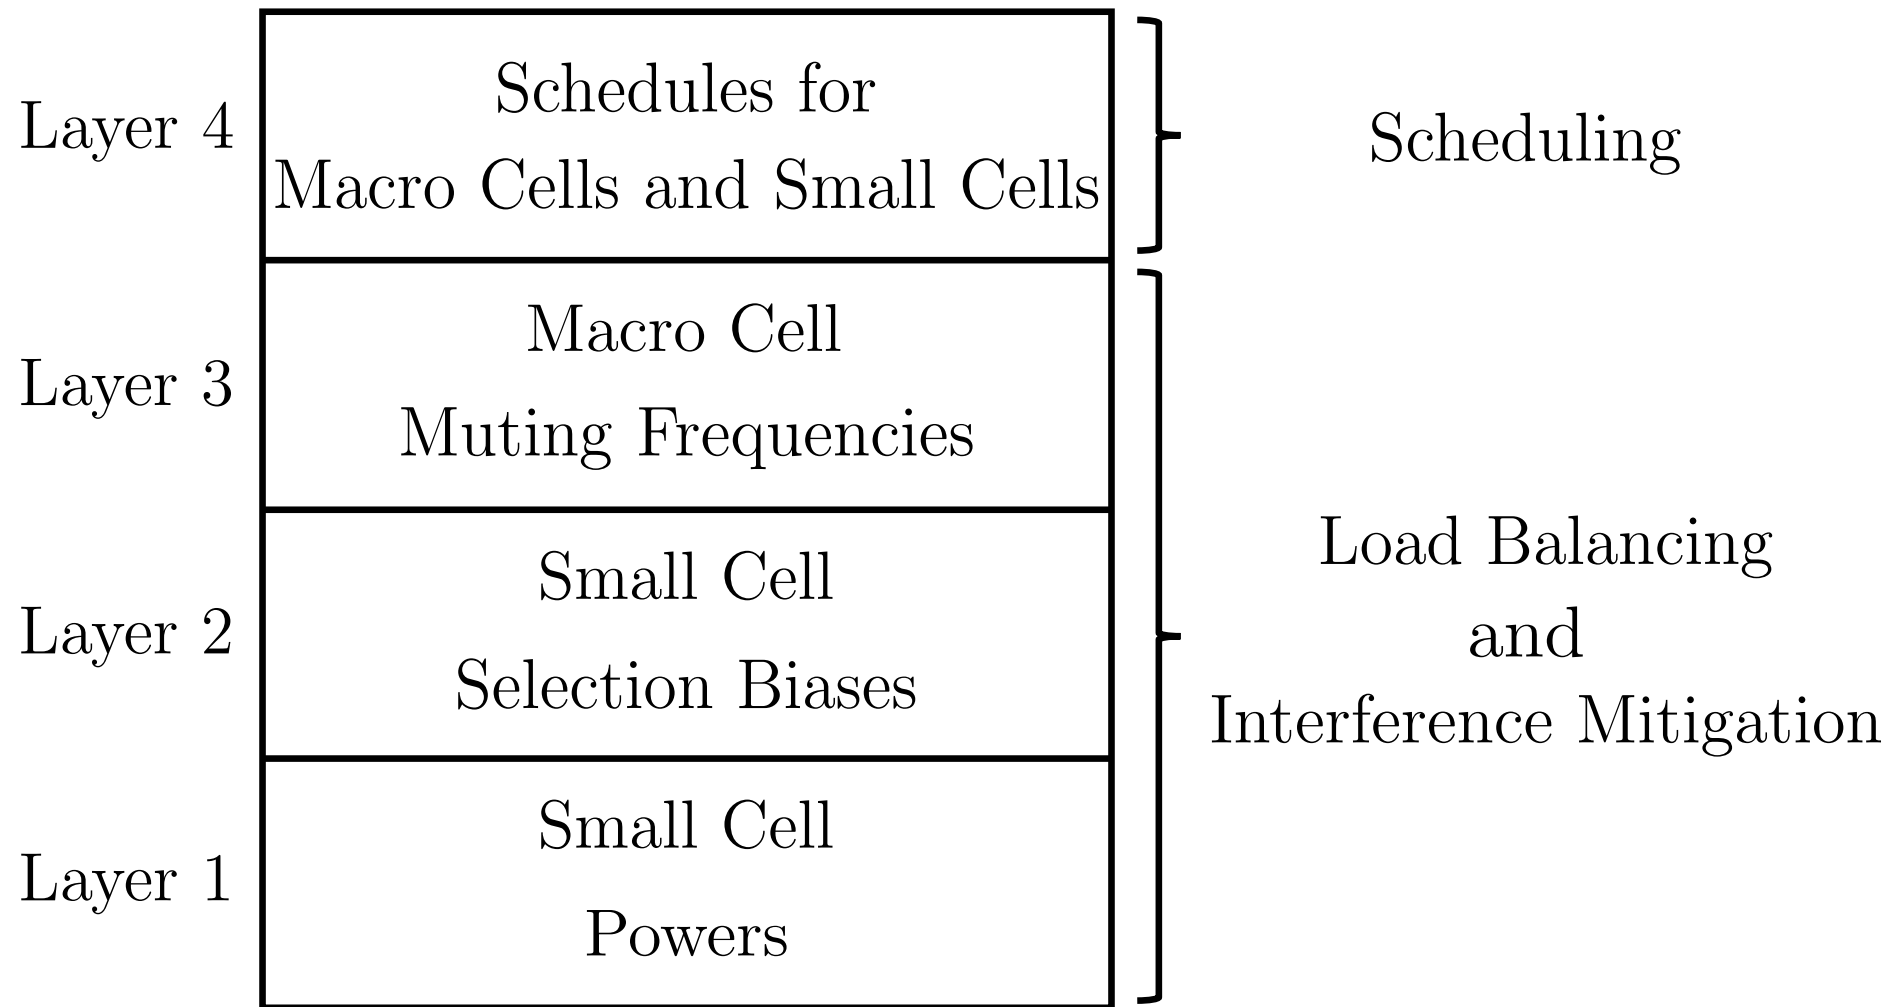 Layer 4
Schedules for
Macro Cells and Small Cells
Scheduling
Layer 3
Macro Cell
Muting Frequencies
Layer 2
Small Cell
Selection Biases
Load Balancing
and
Interference Mitigation
Layer 1
Small Cell
Powers